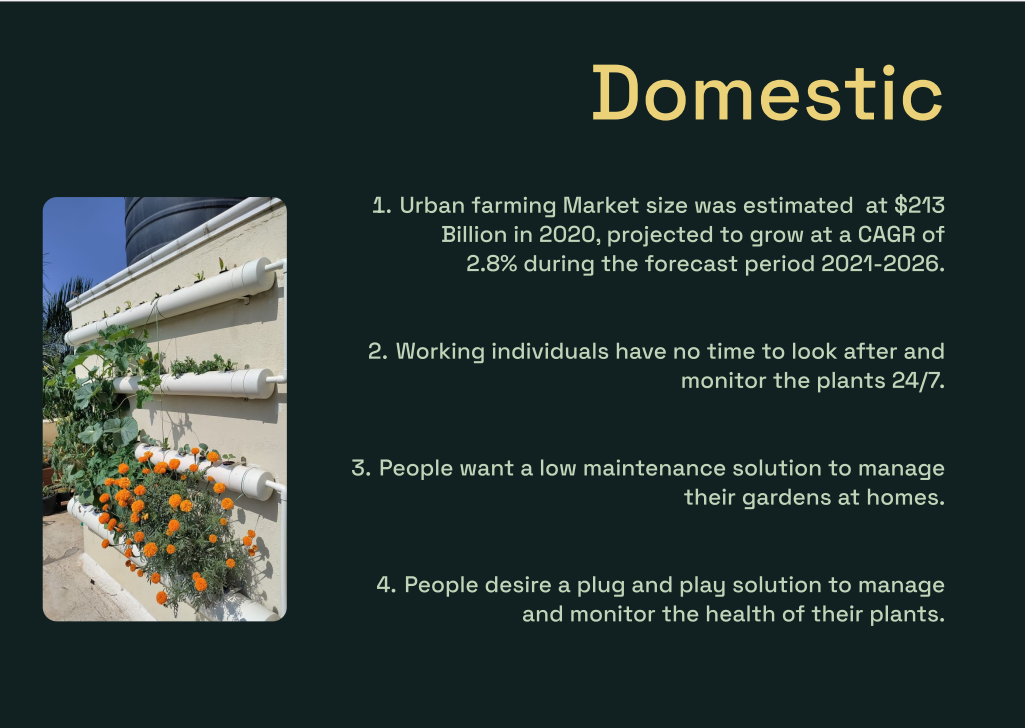 Domestic
1. Urban farming Market size was estimated  at $213
Billion in 2020, projected to grow at a CAGR of
2.8% during the forecast period 2021-2026.
2. Working individuals have no time to look after and
monitor the plants 24/7.
3. People want a low maintenance solution to manage
their gardens at homes.
4. People desire a plug and play solution to manage
and monitor the health of their plants.